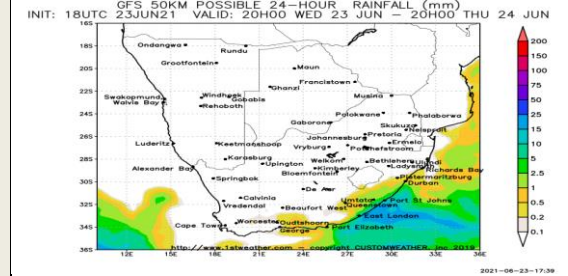 GFS 50KM POSSIBLE 24-HOUR RAINFALL (mm)
INIT: 18UTC 23JUN21 VALID: 20H00 WED 23 JUN – 20H00 THU 24 JUN
16S
Ondangwa
Rundu
18S
Grootfontein
200
20S
Maun
150
Francistown
100
Ghanzi
22S
Musina
75
Swakopmund
Windhoek
Gobabis
Walvis Bay
Rehoboth
Polokwane
Phalaborwa
50
24S
Gaborone
Skukuza
25
Johannesburg
Pretoria
Nelspruit
26S
15
Luderitz
Keetmanshoop
Vryburg
Potchefstroom
Ermelo
10
Karasburg
Welkom
Bethlehem
Ulundi
28S
Alexander Bay
Upington
Kimberley
Ladysmith
Richards Bay
5
Bloemfontein
Springbok
Pietermaritzburg
2.5
30S
De Aar
Durban
1
Calvinia
Umtata
Port St Johns
32S
Vredendal
Beaufort West
Queenstown
0.5
East London
Worcester
Oudtshoorn
0.2
34S
Cape Town
George
Port Elizabeth
0.1
36S
http://www.1stweather.com – copyright CUSTOMWEATHER, Inc 2019
12E 15E 18E 21E 24E 27E 30E 33E 36E
2021-06-23-17:39